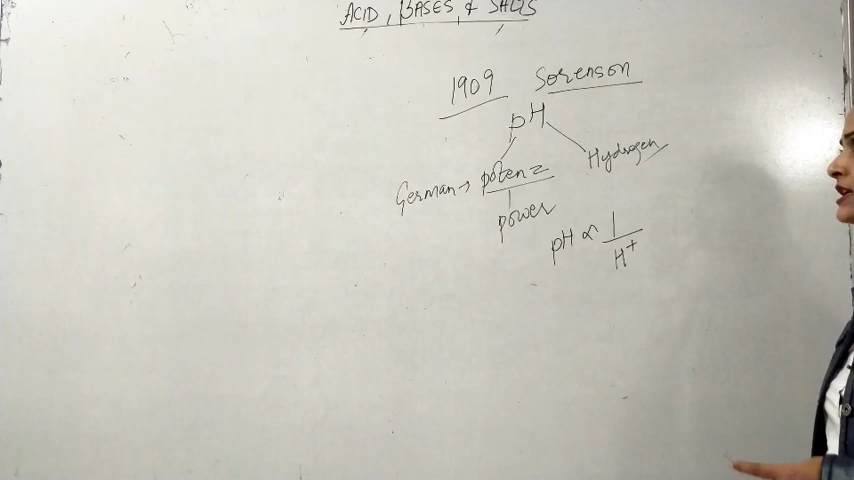 ACID, BASES & SALTS
1909 Sorenson
pH
Hydrogen
German → potenz
power
pH ∝ 1/H+